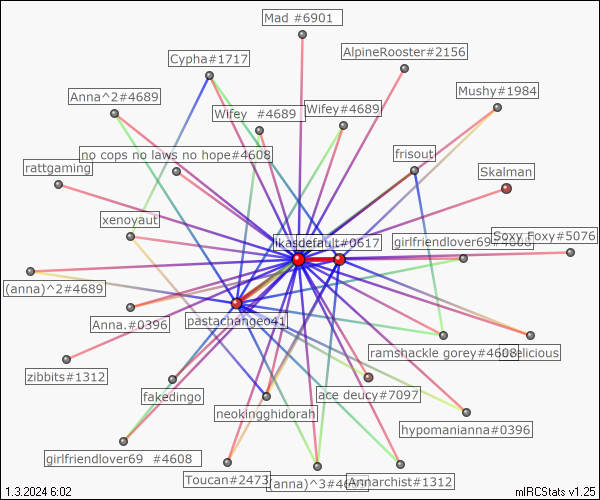 Mad #6901
AlpineRooster#2156
Cypha#1717
Mushy#1984
Anna^2#4689
Wifey #4689
Wifey#4689
no cops no laws no hope#4608
frisout
rattgaming
Skalman
xenoyaut
ikasdefault#0617
girlfriendlover69#4608
Soxy Foxy#5076
(anna)^2#4689
Anna.#0396
pastachangeo41
ramshackle gorey#4608
zibbits#1312
fakedingo
ace deucy#7097
neokingghidorah
hypomanianna#0396
girlfriendlover69 #4608
Toucan#2473
(anna)^3#4689
Annarchist#1312
1.3.2024 6:02
mIRCStats v1.25